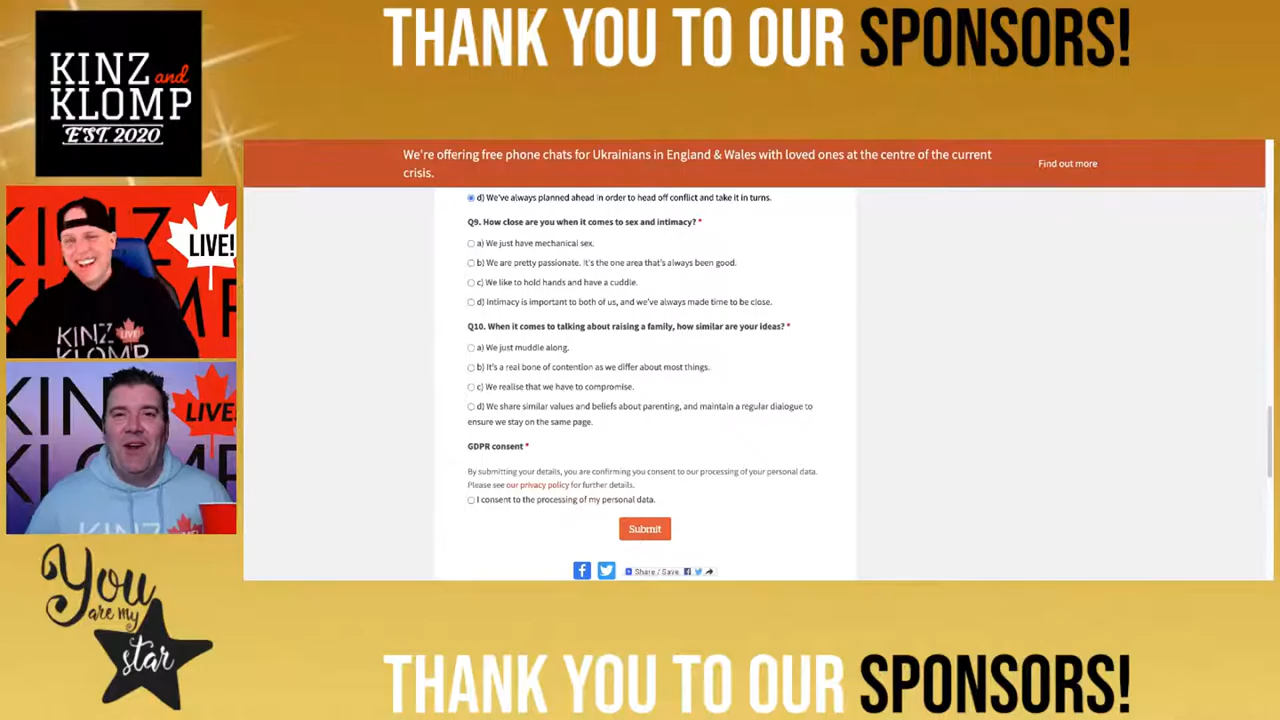 THANK YOU TO OUR SPONSORS!
KINZ and
KLOMP
EST. 2020
We're offering free phone chats for Ukrainians in England & Wales with loved ones at the centre of the current
crisis.
Find out more
d) We've always planned ahead in order to head off conflict and take it in turns.
Q9. How close are you when it comes to sex and intimacy? *
a) We just have mechanical sex.
b) We are pretty passionate. It's the one area that's always been good.
c) We like to hold hands and have a cuddle.
d) Intimacy is important to both of us, and we've always made time to be close.
Q10. When it comes to talking about raising a family, how similar are your ideas? *
a) We just muddle along.
b) It's a real bone of contention as we differ about most things.
c) We realise that we have to compromise.
d) We share similar values and beliefs about parenting, and maintain a regular dialogue to
ensure we stay on the same page.
GDPR consent *
By submitting your details, you are confirming you consent to our processing of your personal data.
Please see our privacy policy for further details.
I consent to the processing of my personal data.
Submit
Share / Save
LIVE!
KINZ LIVE
KLOMP
KIN
LIVE!
KINZ
You
are my
star
THANK YOU TO OUR SPONSORS!